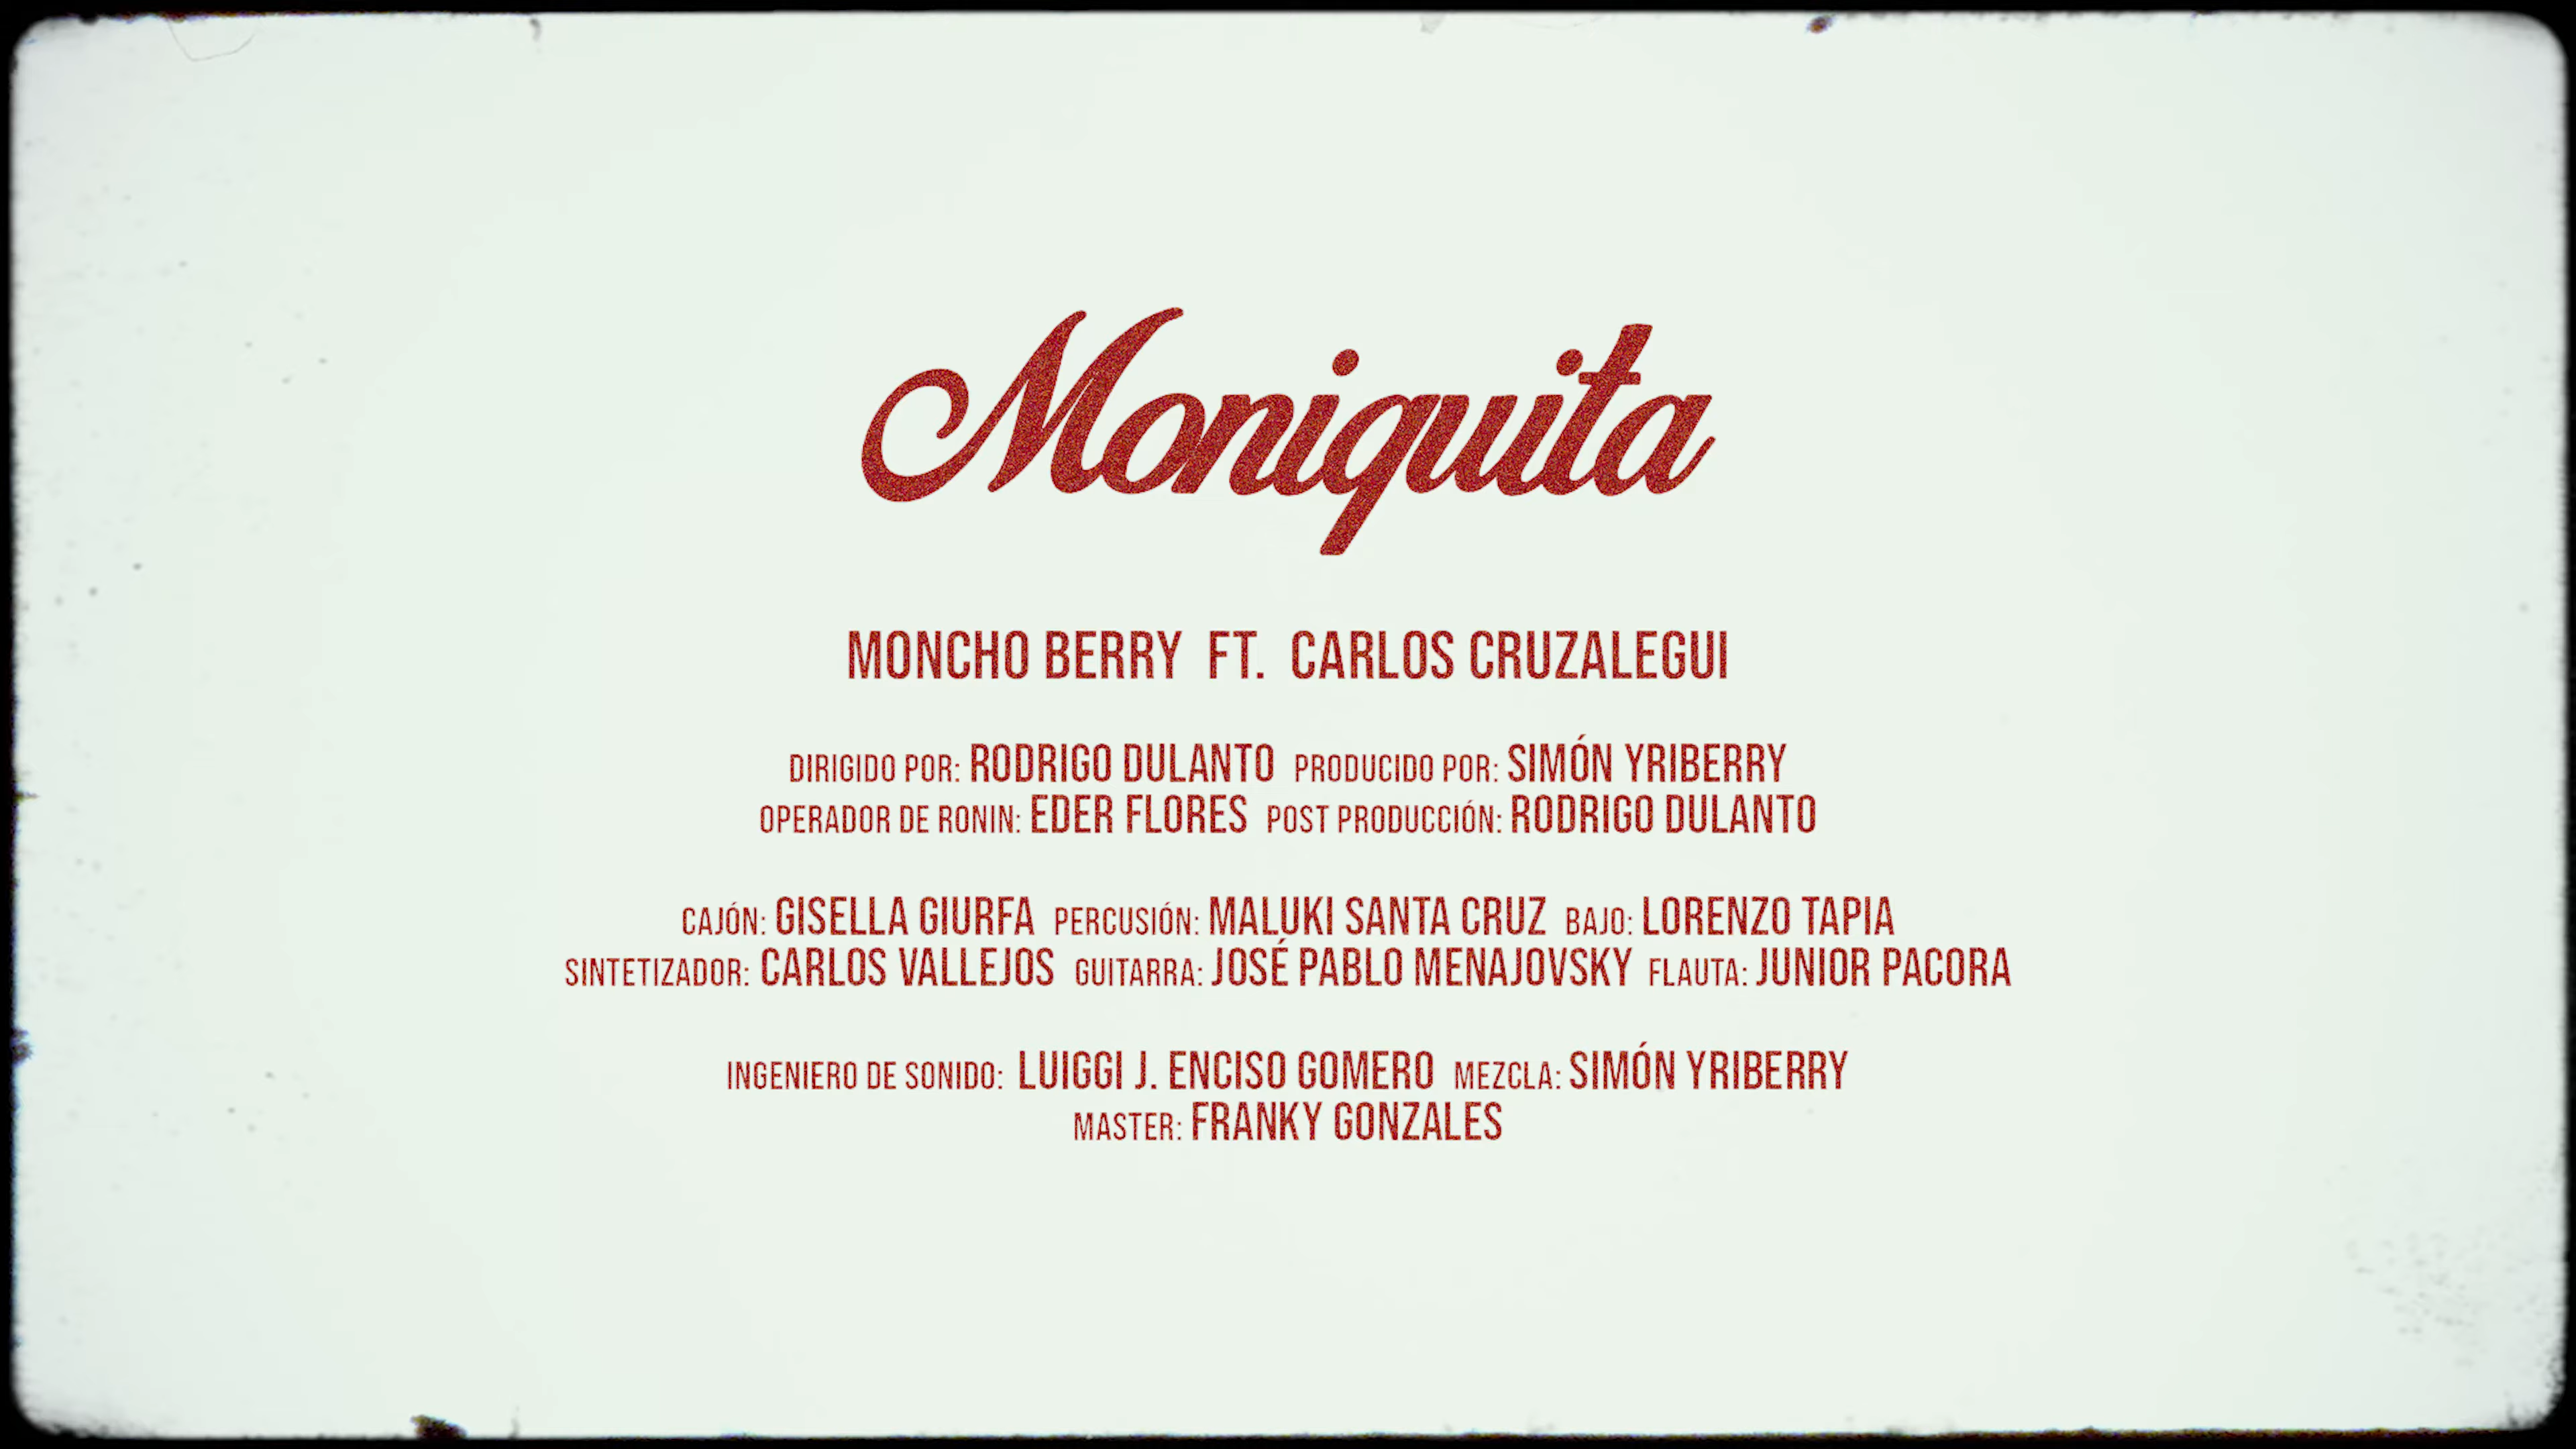 Moniquita
MONCHO BERRY FT. CARLOS CRUZALEGUI
DIRIGIDO POR: RODRIGO DULANTO PRODUCIDO POR: SIMÓN YRIBERRY
OPERADOR DE RONIN: EDER FLORES POST PRODUCCIÓN: RODRIGO DULANTO
CAJÓN: GISELLA GIURFA PERCUSIÓN: MALUKI SANTA CRUZ BAJO: LORENZO TAPIA
SINTETIZADOR: CARLOS VALLEJOS GUITARRA: JOSÉ PABLO MENAJOVSKY FLAUTA: JUNIOR PACORA
INGENIERO DE SONIDO: LUIGGI J. ENCISO GOMERO MEZCLA: SIMÓN YRIBERRY
MASTER: FRANKY GONZALES